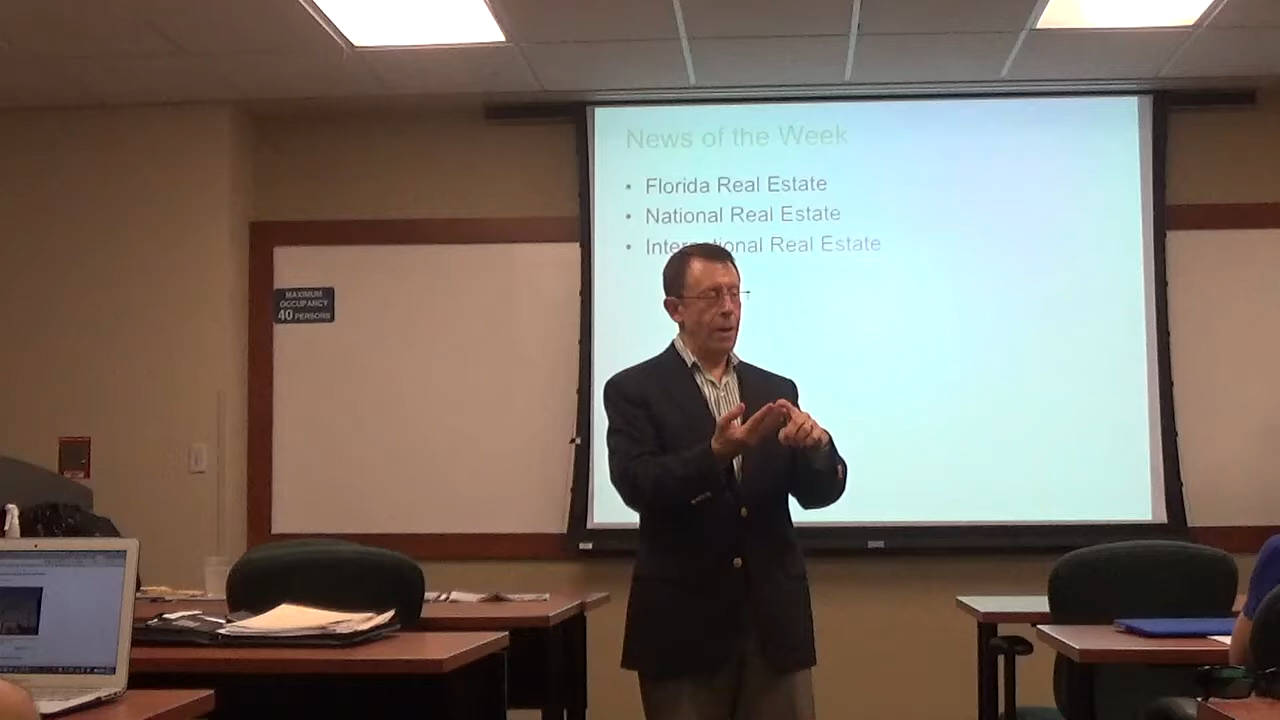 News of the Week
• Florida Real Estate
• National Real Estate
• International Real Estate
MAXIMUM
OCCUPANCY
40 PERSONS